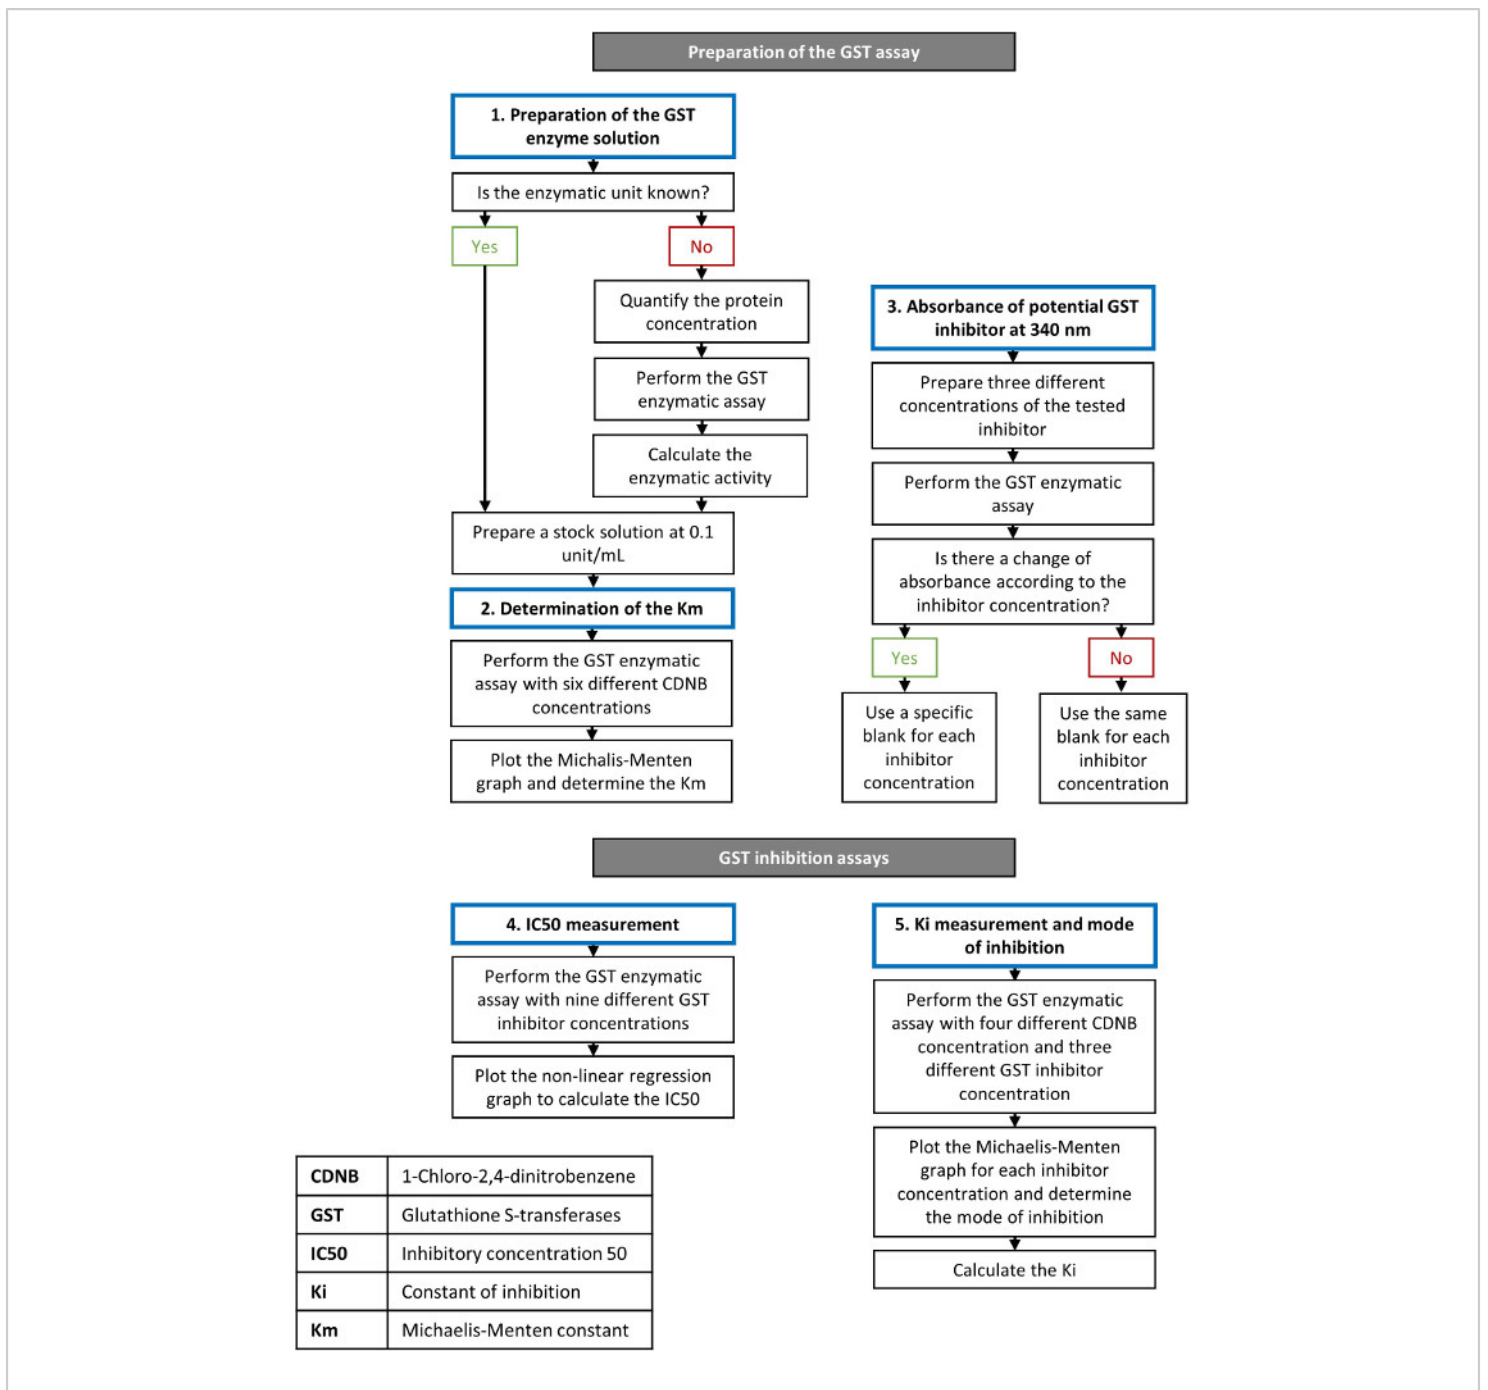 Preparation of the GST assay
1. Preparation of the GST
enzyme solution
Is the enzymatic unit known?
Yes
No
Quantify the protein
concentration
Perform the GST
enzymatic assay
Calculate the
enzymatic activity
Prepare a stock solution at 0.1
unit/mL
2. Determination of the Km
Perform the GST enzymatic
assay with six different CDNB
concentrations
Plot the Michalis-Menten
graph and determine the Km
3. Absorbance of potential GST
inhibitor at 340 nm
Prepare three different
concentrations of the tested
inhibitor
Perform the GST enzymatic
assay
Is there a change of
absorbance according to the
inhibitor concentration?
Yes
No
Use a specific
blank for each
inhibitor
concentration
Use the same
blank for each
inhibitor
concentration
GST inhibition assays
4. IC50 measurement
Perform the GST enzymatic
assay with nine different GST
inhibitor concentrations
Plot the non-linear regression
graph to calculate the IC50
5. Ki measurement and mode
of inhibition
Perform the GST enzymatic
assay with four different CDNB
concentration and three
different GST inhibitor
concentration
Plot the Michaelis-Menten
graph for each inhibitor
concentration and determine
the mode of inhibition
Calculate the Ki
CDNB 1-Chloro-2,4-dinitrobenzene
GST Glutathione S-transferases
IC50 Inhibitory concentration 50
Ki Constant of inhibition
Km Michaelis-Menten constant